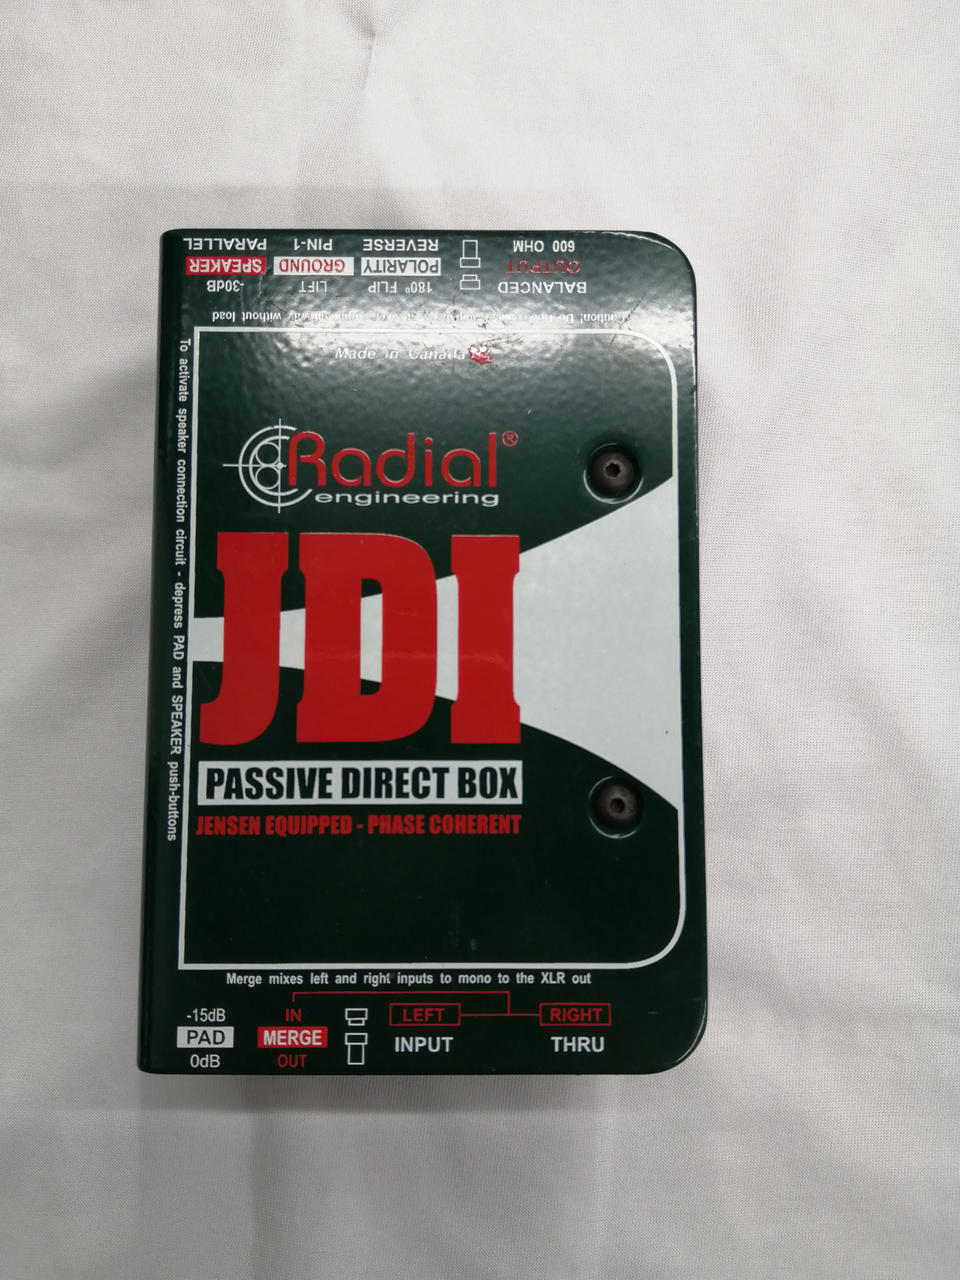 -30dB LIFT 180° FLIP BALANCED
SPEAKER GROUND POLARITY OUTPUT
PARALLEL PIN-1 REVERSE 600 OHM
without load
Made in Canada
Radial®
engineering
JDI
PASSIVE DIRECT BOX
JENSEN EQUIPPED - PHASE COHERENT
To activate speaker connection circuit - depress PAD and SPEAKER push-buttons
Merge mixes left and right inputs to mono to the XLR out
-15dB IN LEFT RIGHT
PAD MERGE INPUT THRU
0dB OUT